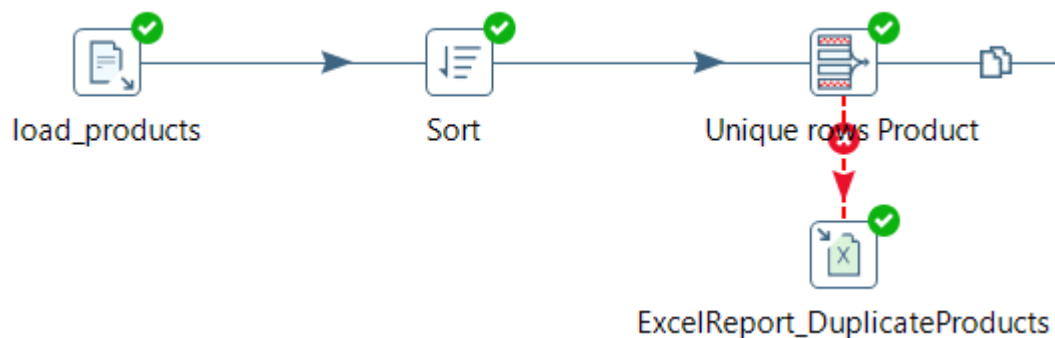 load_products
Sort
Unique rows Product
X
ExcelReport_DuplicateProducts